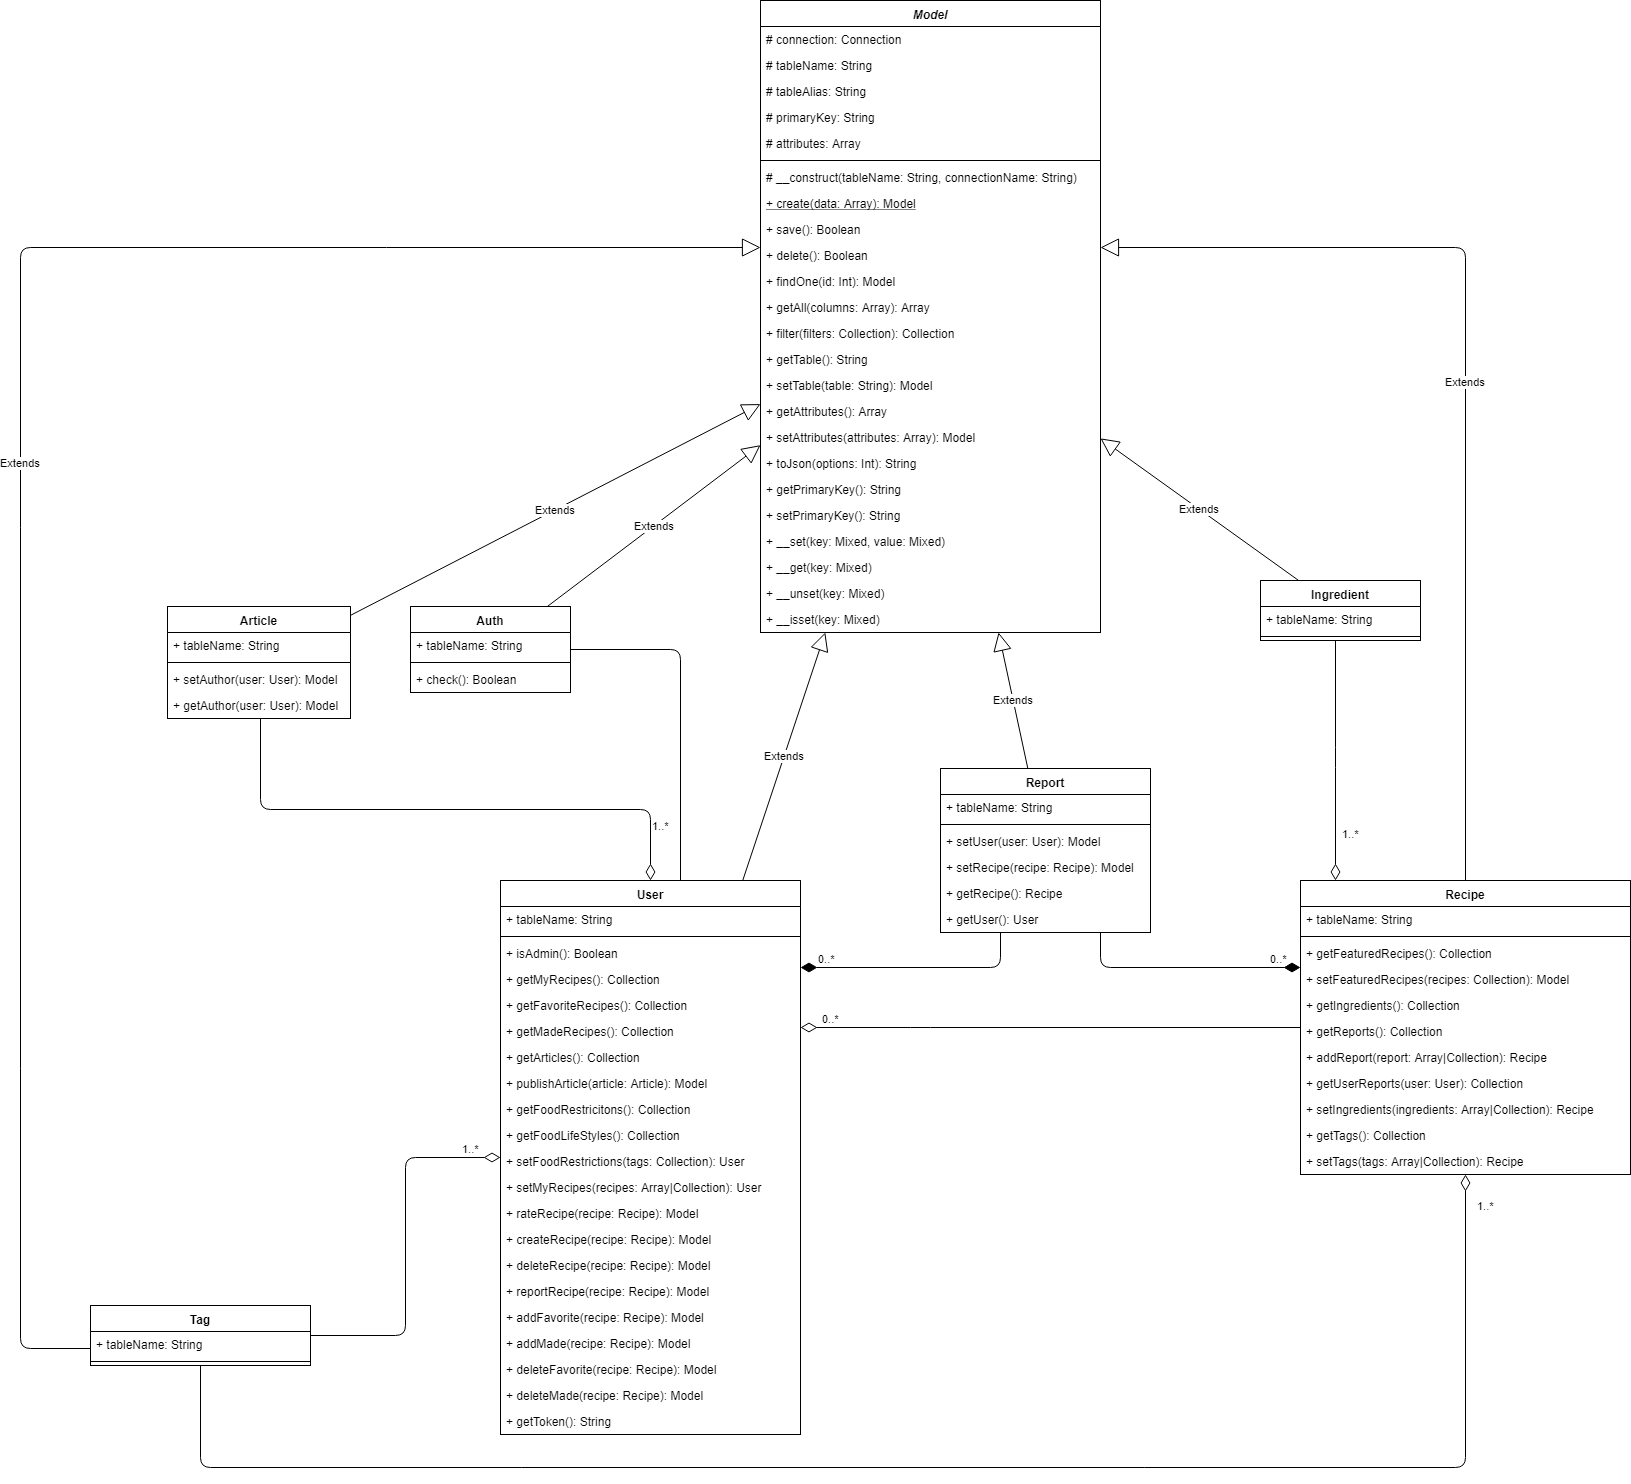 Model
# connection: Connection
# tableName: String
# tableAlias: String
# primaryKey: String
# attributes: Array
# __construct(tableName: String, connectionName: String)
+ create(data: Array): Model
+ save(): Boolean
+ delete(): Boolean
+ findOne(id: Int): Model
+ getAll(columns: Array): Array
+ filter(filters: Collection): Collection
+ getTable(): String
+ setTable(table: String): Model
+ getAttributes(): Array
+ setAttributes(attributes: Array): Model
+ toJson(options: Int): String
+ getPrimaryKey(): String
+ setPrimaryKey(): String
+ __set(key: Mixed, value: Mixed)
+ __get(key: Mixed)
+ __unset(key: Mixed)
+ __isset(key: Mixed)
Extends
Extends
Extends
Extends
Extends
Article
+ tableName: String
+ setAuthor(user: User): Model
+ getAuthor(user: User): Model
Auth
+ tableName: String
+ check(): Boolean
Ingredient
+ tableName: String
Extends
Extends
Report
+ tableName: String
+ setUser(user: User): Model
+ setRecipe(recipe: Recipe): Model
+ getRecipe(): Recipe
+ getUser(): User
1..*
1..*
User
+ tableName: String
+ isAdmin(): Boolean
+ getMyRecipes(): Collection
+ getFavoriteRecipes(): Collection
+ getMadeRecipes(): Collection
+ getArticles(): Collection
+ publishArticle(article: Article): Model
+ getFoodRestricitons(): Collection
+ getFoodLifeStyles(): Collection
+ setFoodRestrictions(tags: Collection): User
+ setMyRecipes(recipes: Array|Collection): User
+ rateRecipe(recipe: Recipe): Model
+ createRecipe(recipe: Recipe): Model
+ deleteRecipe(recipe: Recipe): Model
+ reportRecipe(recipe: Recipe): Model
+ addFavorite(recipe: Recipe): Model
+ addMade(recipe: Recipe): Model
+ deleteFavorite(recipe: Recipe): Model
+ deleteMade(recipe: Recipe): Model
+ getToken(): String
0..*
0..*
0..*
Recipe
+ tableName: String
+ getFeaturedRecipes(): Collection
+ setFeaturedRecipes(recipes: Collection): Model
+ getIngredients(): Collection
+ getReports(): Collection
+ addReport(report: Array|Collection): Recipe
+ getUserReports(user: User): Collection
+ setIngredients(ingredients: Array|Collection): Recipe
+ getTags(): Collection
+ setTags(tags: Array|Collection): Recipe
1..*
1..*
Tag
+ tableName: String